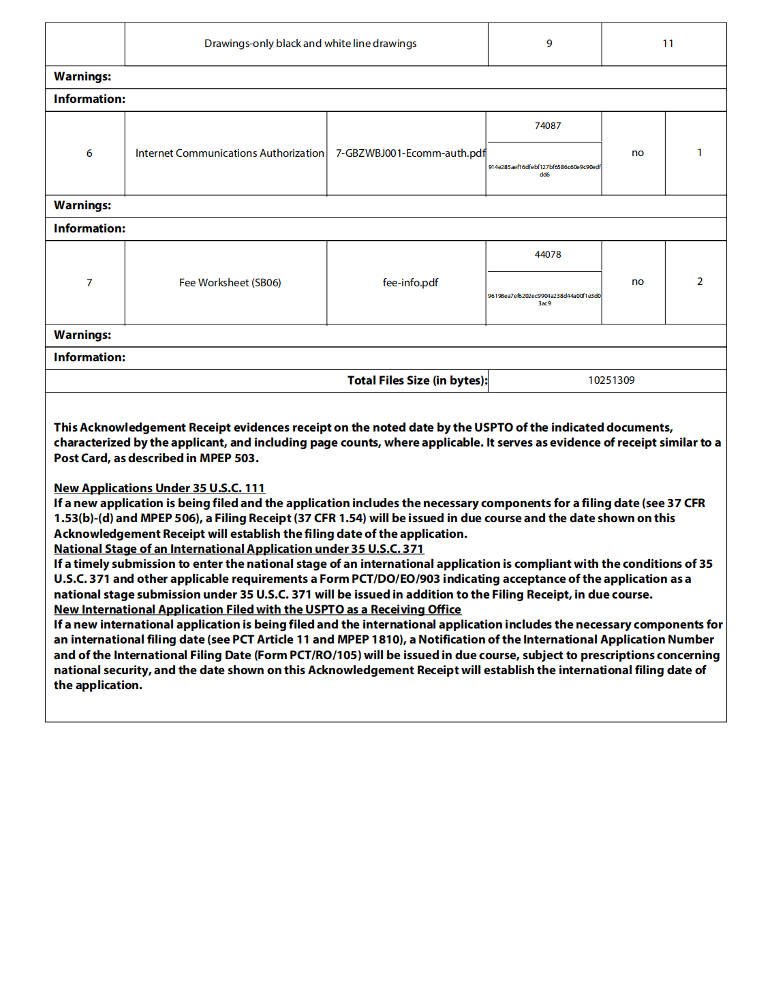 Drawings-only black and white line drawings 9 11
Warnings:
Information:
74087
6 Internet Communications Authorization 7-GBZWBJ001-Ecomm-auth.pdf no 1
914e285aef16dfebf127bf6586c60e9c90edf
dd6
Warnings:
Information:
44078
7 Fee Worksheet (SB06) fee-info.pdf no 2
96198ea7ef6202ec9904a238d44a00f1e3d0
3ac9
Warnings:
Information:
Total Files Size (in bytes): 10251309
This Acknowledgement Receipt evidences receipt on the noted date by the USPTO of the indicated documents,
characterized by the applicant, and including page counts, where applicable. It serves as evidence of receipt similar to a
Post Card, as described in MPEP 503.
New Applications Under 35 U.S.C. 111
If a new application is being filed and the application includes the necessary components for a filing date (see 37 CFR
1.53(b)-(d) and MPEP 506), a Filing Receipt (37 CFR 1.54) will be issued in due course and the date shown on this
Acknowledgement Receipt will establish the filing date of the application.
National Stage of an International Application under 35 U.S.C. 371
If a timely submission to enter the national stage of an international application is compliant with the conditions of 35
U.S.C. 371 and other applicable requirements a Form PCT/DO/EO/903 indicating acceptance of the application as a
national stage submission under 35 U.S.C. 371 will be issued in addition to the Filing Receipt, in due course.
New International Application Filed with the USPTO as a Receiving Office
If a new international application is being filed and the international application includes the necessary components for
an international filing date (see PCT Article 11 and MPEP 1810), a Notification of the International Application Number
and of the International Filing Date (Form PCT/RO/105) will be issued in due course, subject to prescriptions concerning
national security, and the date shown on this Acknowledgement Receipt will establish the international filing date of
the application.